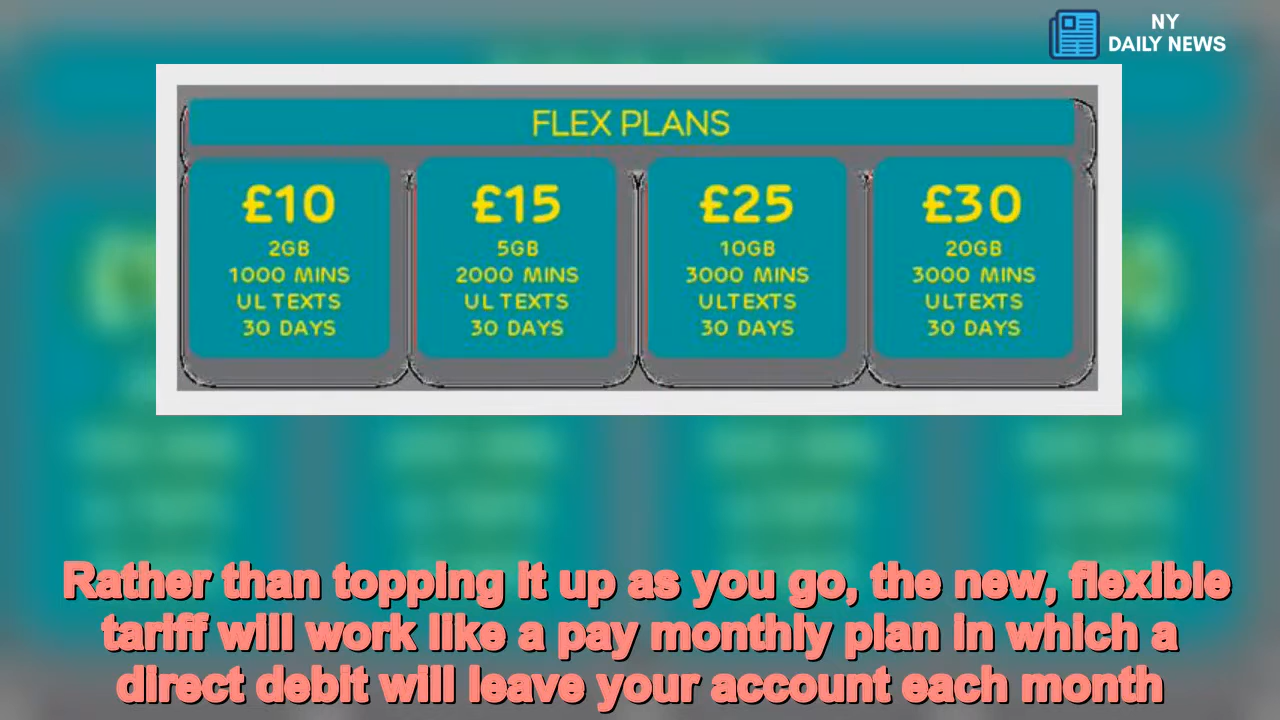 NY
DAILY NEWS
FLEX PLANS
£10
2GB
1000 MINS
UL TEXTS
30 DAYS
£15
5GB
2000 MINS
UL TEXTS
30 DAYS
£25
10GB
3000 MINS
ULTEXTS
30 DAYS
£30
20GB
3000 MINS
ULTEXTS
30 DAYS
Rather than topping it up as you go, the new, flexible
tariff will work like a pay monthly plan in which a
direct debit will leave your account each month